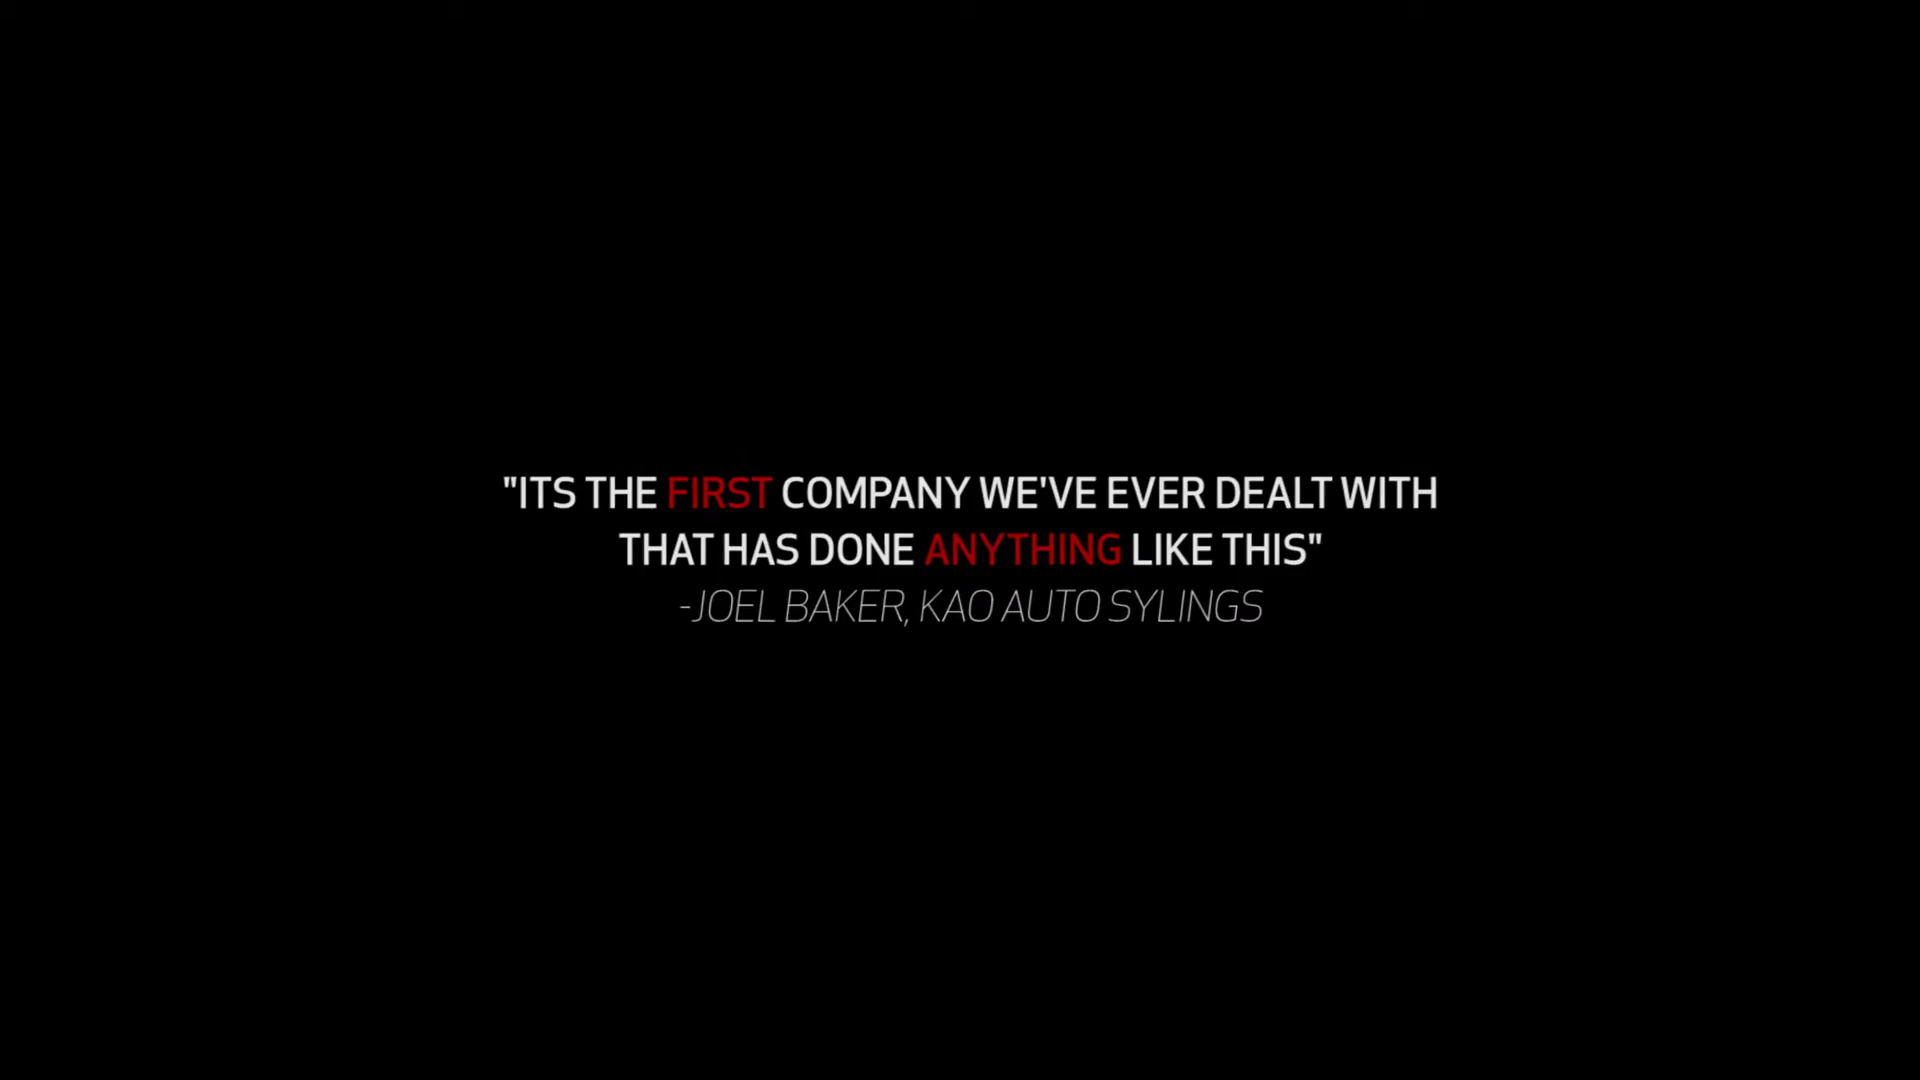 "ITS THE FIRST COMPANY WE'VE EVER DEALT WITH
THAT HAS DONE ANYTHING LIKE THIS"
-JOEL BAKER, KAO AUTO SYLINGS